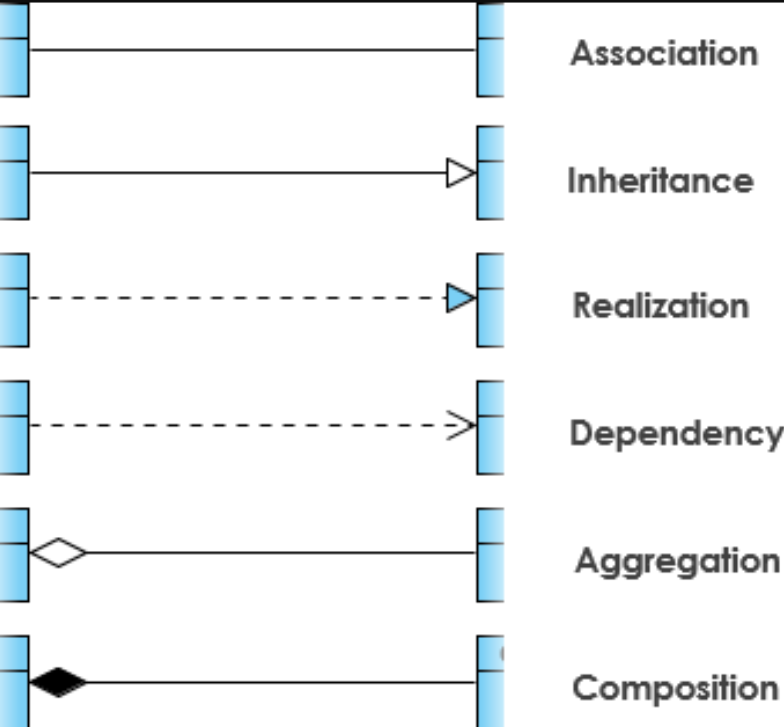 Association
Inheritance
Realization
Dependency
Aggregation
Composition